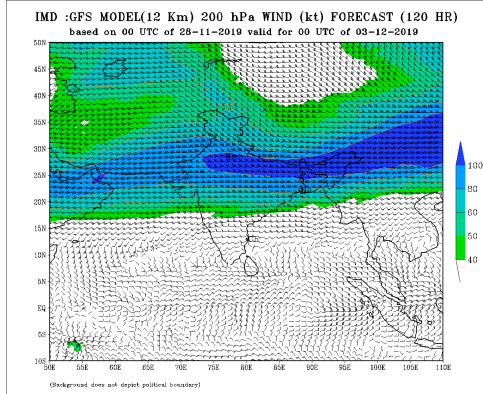 IMD :GFS MODEL(12 Km) 200 hPa WIND (kt) FORECAST (120 HR)
based on 00 UTC of 28-11-2019 valid for 00 UTC of 03-12-2019
50N
45N
40N
35N
30N
25N
20N
15N
10N
5N
EQ
5S
10S
50E 55E 60E 65E 70E 75E 80E 85E 90E 95E 100E 105E 110E
100
80
60
50
40
(Background does not depict political boundary)